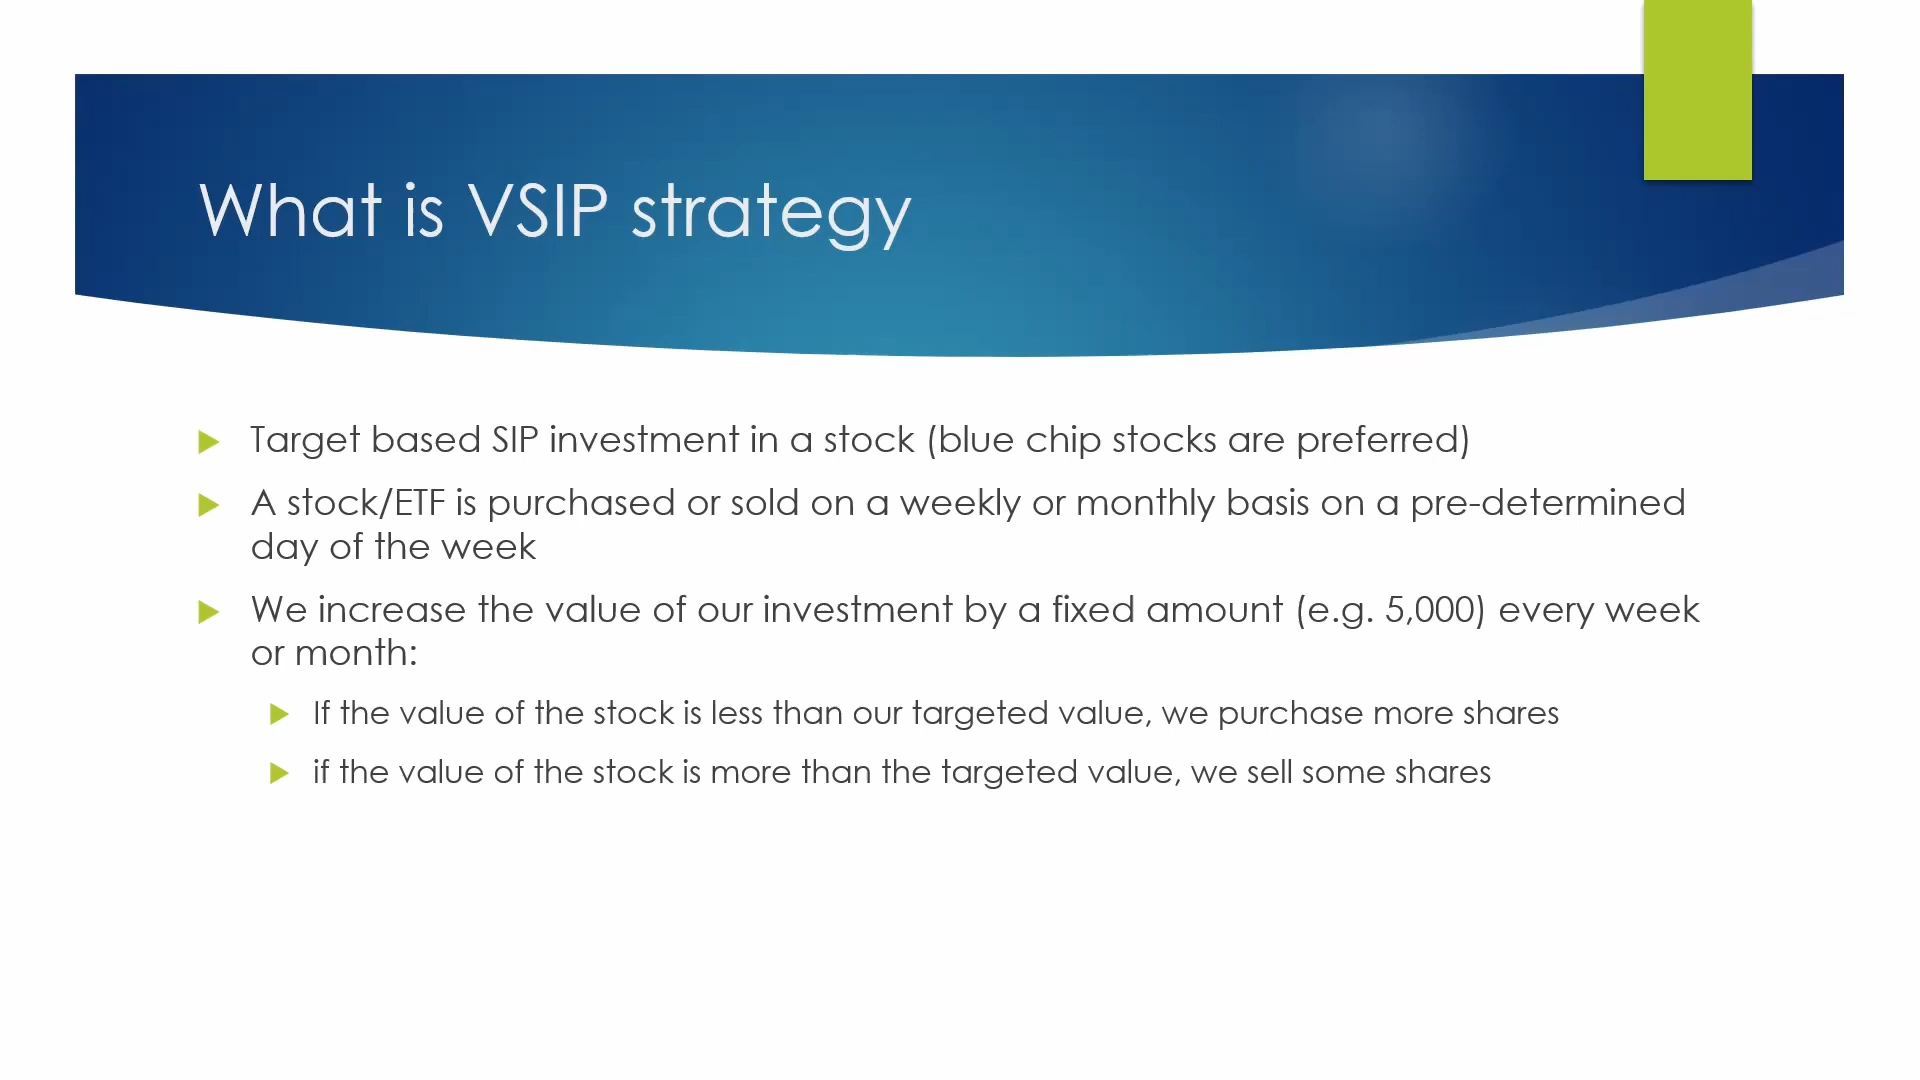 What is VSIP strategy
Target based SIP investment in a stock (blue chip stocks are preferred)
A stock/ETF is purchased or sold on a weekly or monthly basis on a pre-determined
day of the week
We increase the value of our investment by a fixed amount (e.g. 5,000) every week
or month:
If the value of the stock is less than our targeted value, we purchase more shares
if the value of the stock is more than the targeted value, we sell some shares